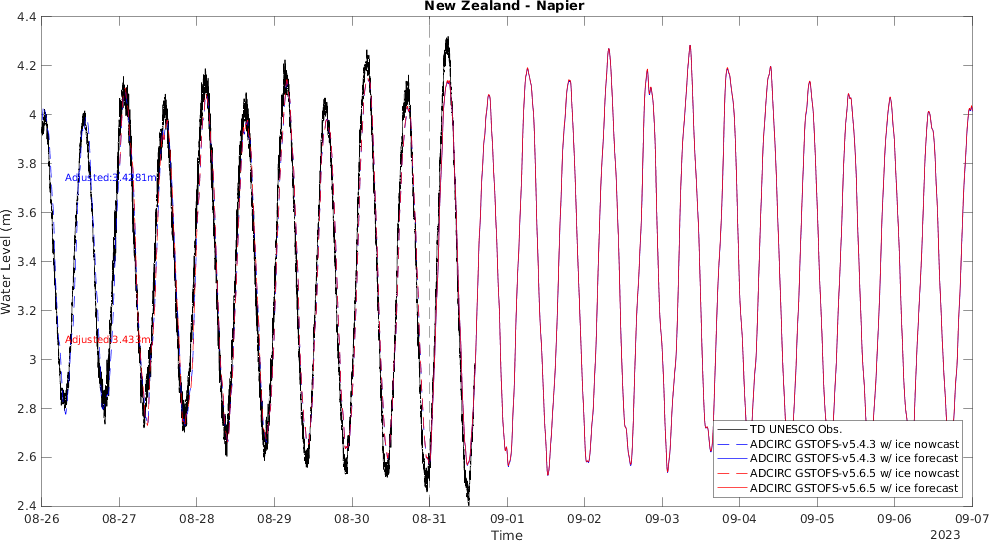 New Zealand - Napier
4.4
4.2
4
3.8
3.6
3.4
3.2
3
2.8
2.6
2.4
Water Level (m)
Adjusted:3.4281m
Adjusted:3.433m
TD UNESCO Obs.
ADCIRC GSTOFS-v5.4.3 w/ ice nowcast
ADCIRC GSTOFS-v5.4.3 w/ ice forecast
ADCIRC GSTOFS-v5.6.5 w/ ice nowcast
ADCIRC GSTOFS-v5.6.5 w/ ice forecast
08-26 08-27 08-28 08-29 08-30 08-31 09-01 09-02 09-03 09-04 09-05 09-06 09-07
Time
2023